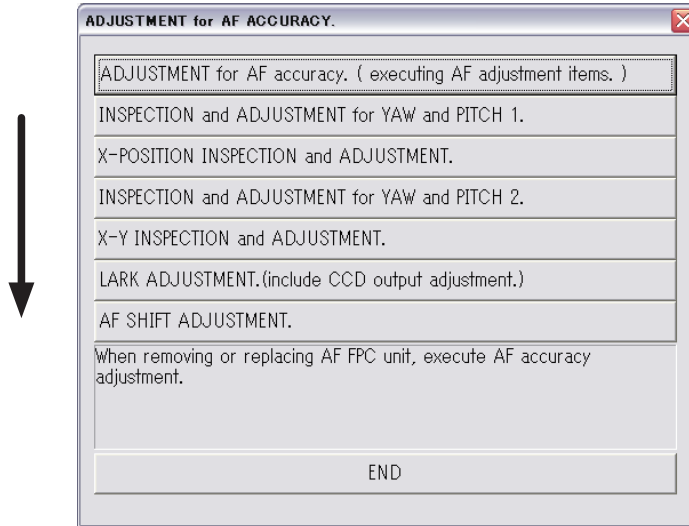 ADJUSTMENT for AF ACCURACY.
ADJUSTMENT for AF accuracy. ( executing AF adjustment items. )
INSPECTION and ADJUSTMENT for YAW and PITCH 1.
X-POSITION INSPECTION and ADJUSTMENT.
INSPECTION and ADJUSTMENT for YAW and PITCH 2.
X-Y INSPECTION and ADJUSTMENT.
LARK ADJUSTMENT.(include CCD output adjustment.)
AF SHIFT ADJUSTMENT.
When removing or replacing AF FPC unit, execute AF accuracy
adjustment.
END